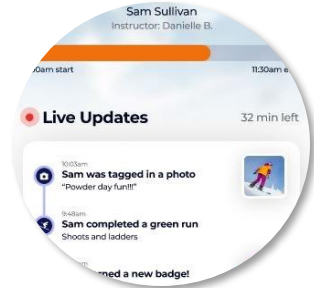 Sam Sullivan
Instructor: Danielle B.
start
11:30am
Live Updates
32 min left
10:03am
Sam was tagged in a photo
"Powder day fun!!!"
9:48am
Sam completed a green run
Shoots and ladders
a new badge!